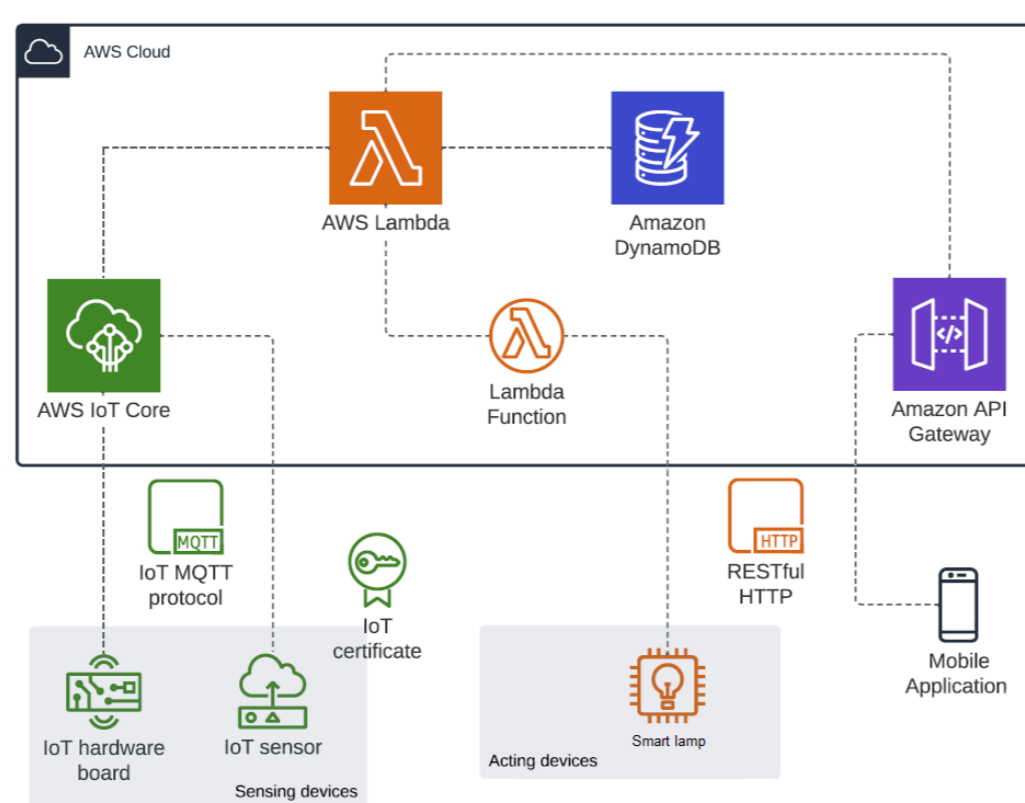 AWS Cloud
AWS Lambda
Amazon
DynamoDB
AWS IoT Core
Lambda
Function
</>
Amazon API
Gateway
MQTT
IoT MQTT
protocol
IoT
certificate
HTTP
RESTful
HTTP
Mobile
Application
IoT hardware
board
IoT sensor
Sensing devices
Smart lamp
Acting devices